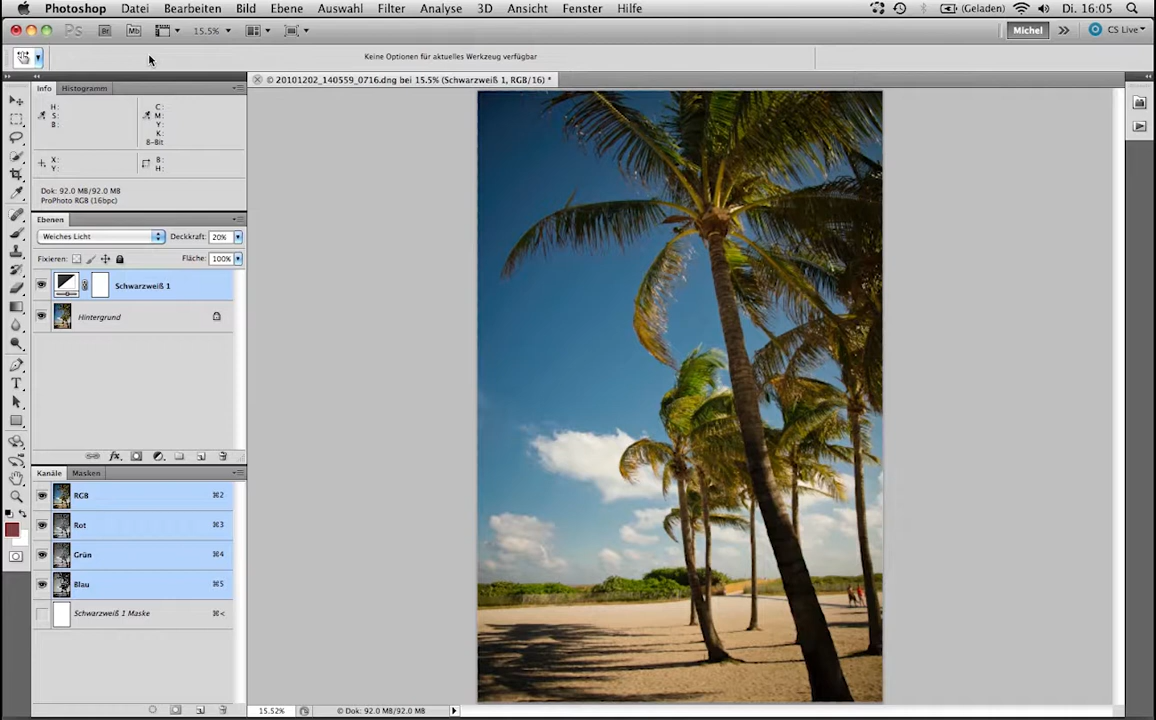 Photoshop Datei Bearbeiten Bild Ebene Auswahl Filter Analyse 3D Ansicht Fenster Hilfe (Geladen) Di. 16:05
Ps Br Mb 15.5% Michel CS Live
Keine Optionen für aktuelles Werkzeug verfügbar
© 20101202_140559_0716.dng bei 15.5% (Schwarzweiß 1, RGB/16) *
Info Histogramm
H: C:
S: M:
B: Y:
K:
8-Bit
X: B:
Y: H:
Dok: 92.0 MB/92.0 MB
ProPhoto RGB (16bpc)
Ebenen
Weiches Licht Deckkraft: 20%
Fixieren: Fläche: 100%
Schwarzweiß 1
Hintergrund
fx
Kanäle Masken
RGB ⌘2
Rot ⌘3
Grün ⌘4
Blau ⌘5
Schwarzweiß 1 Maske ⌘<
15.52% © Dok: 92.0 MB/92.0 MB